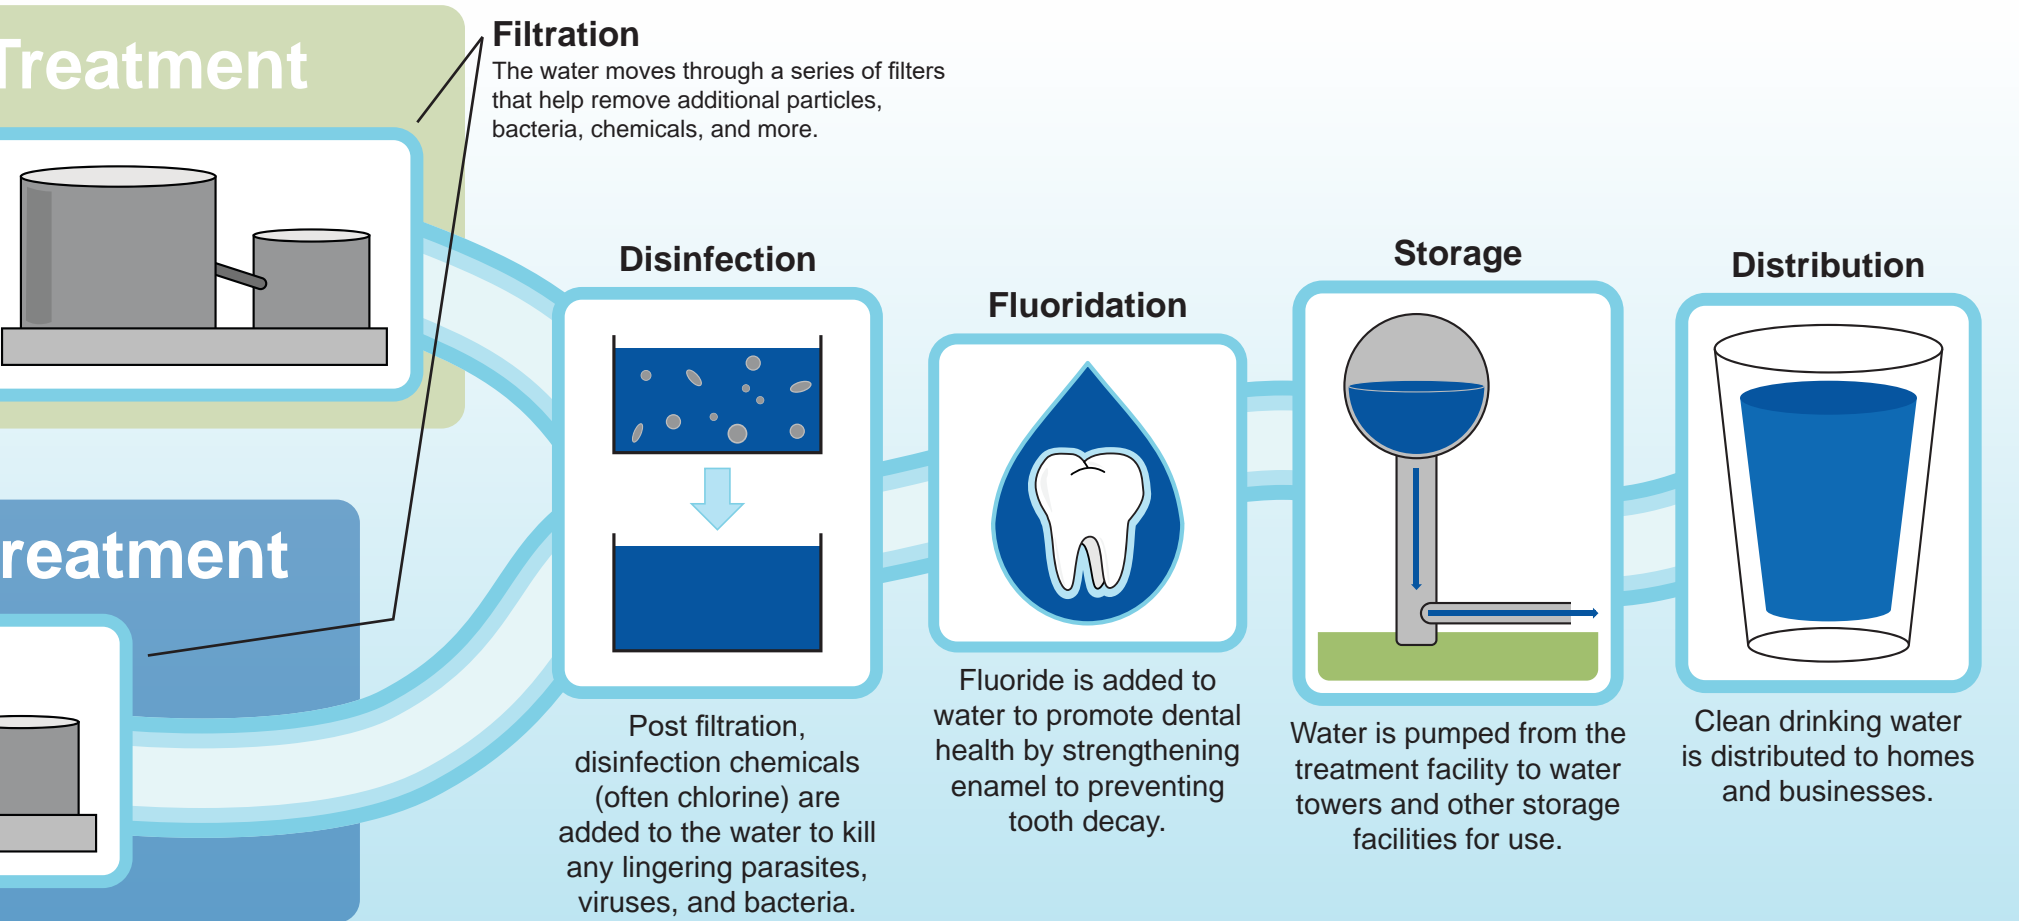 Treatment
Filtration
The water moves through a series of filters
that help remove additional particles,
bacteria, chemicals, and more.
Disinfection
Post filtration,
disinfection chemicals
(often chlorine) are
added to the water to kill
any lingering parasites,
viruses, and bacteria.
Fluoridation
Fluoride is added to
water to promote dental
health by strengthening
enamel to preventing
tooth decay.
Storage
Water is pumped from the
treatment facility to water
towers and other storage
facilities for use.
Distribution
Clean drinking water
is distributed to homes
and businesses.
reatment